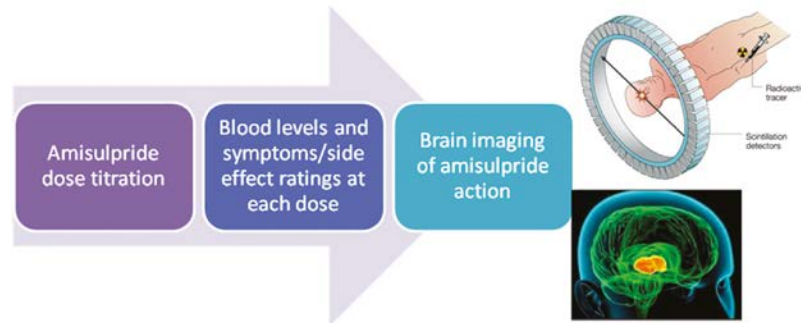 Amisulpride
dose titration
Blood levels and
symptoms/side
effect ratings at
each dose
Brain imaging
of amisulpride
action
Radioacti
tracer
Scintillation
detectors